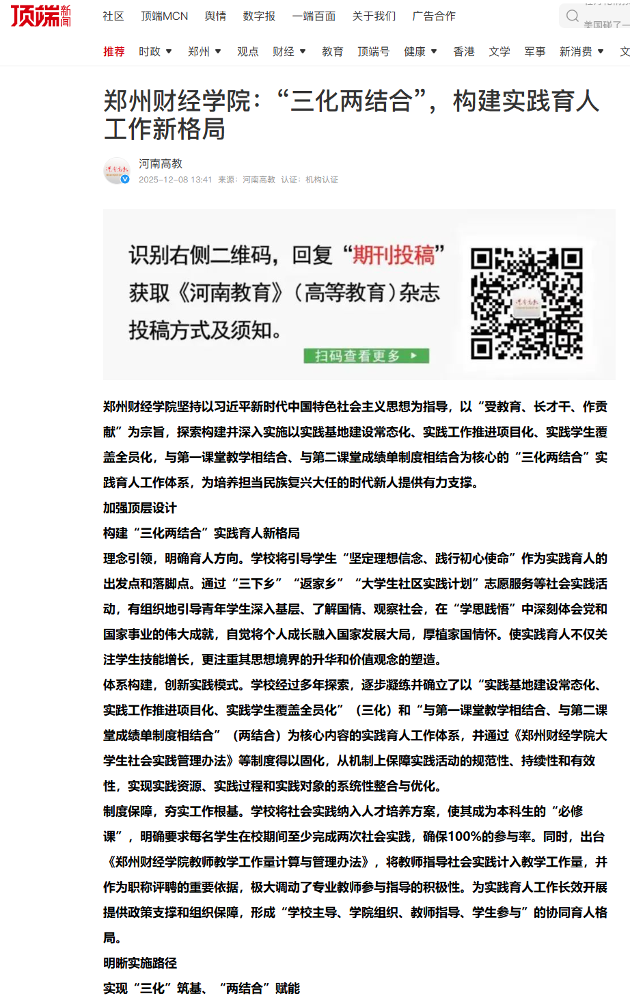 顶端新闻
社区 顶端MCN 舆情 数字报 一端百面 关于我们 广告合作
推荐 时政 郑州 观点 财经 教育 顶端号 健康 香港 文学 军事 新消费 文
郑州财经学院：“三化两结合”，构建实践育人
工作新格局
河南高教
2025-12-08 13:41 来源：河南高教 认证：机构认证
识别右侧二维码，回复“期刊投稿”
获取《河南教育》（高等教育）杂志
投稿方式及须知。
扫码查看更多
郑州财经学院坚持以习近平新时代中国特色社会主义思想为指导，以“受教育、长才干、作贡
献”为宗旨，探索构建并深入实施以实践基地建设常态化、实践工作推进项目化、实践学生覆
盖全员化，与第一课堂教学相结合、与第二课堂成绩单制度相结合为核心的“三化两结合”实
践育人工作体系，为培养担当民族复兴大任的时代新人提供有力支撑。
加强顶层设计
构建“三化两结合”实践育人新格局
理念引领，明确育人方向。学校将引导学生“坚定理想信念、践行初心使命”作为实践育人的
出发点和落脚点。通过“三下乡”“返家乡”“大学生社区实践计划”志愿服务等社会实践活
动，有组织地引导青年学生深入基层、了解国情、观察社会，在“学思践悟”中深刻体会党和
国家事业的伟大成就，自觉将个人成长融入国家发展大局，厚植家国情怀。使实践育人不仅关
注学生技能增长，更注重其思想境界的升华和价值观念的塑造。
体系构建，创新实践模式。学校经过多年探索，逐步凝练并确立了以“实践基地建设常态化、
实践工作推进项目化、实践学生覆盖全员化”（三化）和“与第一课堂教学相结合、与第二课
堂成绩单制度相结合”（两结合）为核心内容的实践育人工作体系，并通过《郑州财经学院大
学生社会实践管理办法》等制度得以固化，从机制上保障实践活动的规范性、持续性和有效
性，实现实践资源、实践过程和实践对象的系统性整合与优化。
制度保障，夯实工作根基。学校将社会实践纳入人才培养方案，使其成为本科生的“必修
课”，明确要求每名学生在校期间至少完成两次社会实践，确保100%的参与率。同时，出台
《郑州财经学院教师教学工作量计算与管理办法》，将教师指导社会实践计入教学工作量，并
作为职称评聘的重要依据，极大调动了专业教师参与指导的积极性。为实践育人工作长效开展
提供政策支撑和组织保障，形成“学校主导、学院组织、教师指导、学生参与”的协同育人格
局。
明晰实施路径
实现“三化”筑基、“两结合”赋能